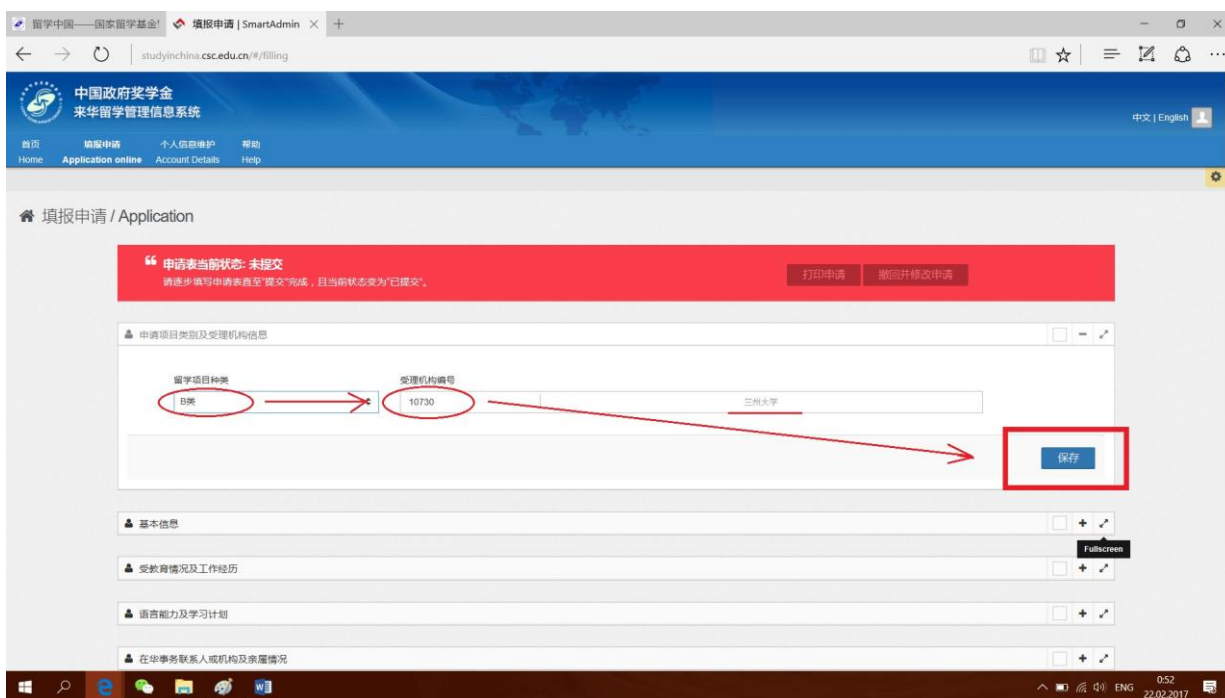 留学中国——国家留学基金
填报申请 | SmartAdmin
studyinchina.csc.edu.cn/#/filling
中国政府奖学金
来华留学管理信息系统
中文 | English
首页 填报申请 个人信息维护 帮助
Home Application online Account Details Help
填报申请 / Application
申请表当前状态: 未提交
请逐步填写申请表直至"提交"完成，且当前状态变为"已提交"。
打印申请 撤回并修改申请
申请项目类别及受理机构信息
留学项目种类 受理机构编号
B类 10730 三州大学
保存
基本信息
Fullscreen
受教育情况及工作经历
语言能力及学习计划
在华事务联系人或机构及亲属情况
ENG
0:52
22.02.2017